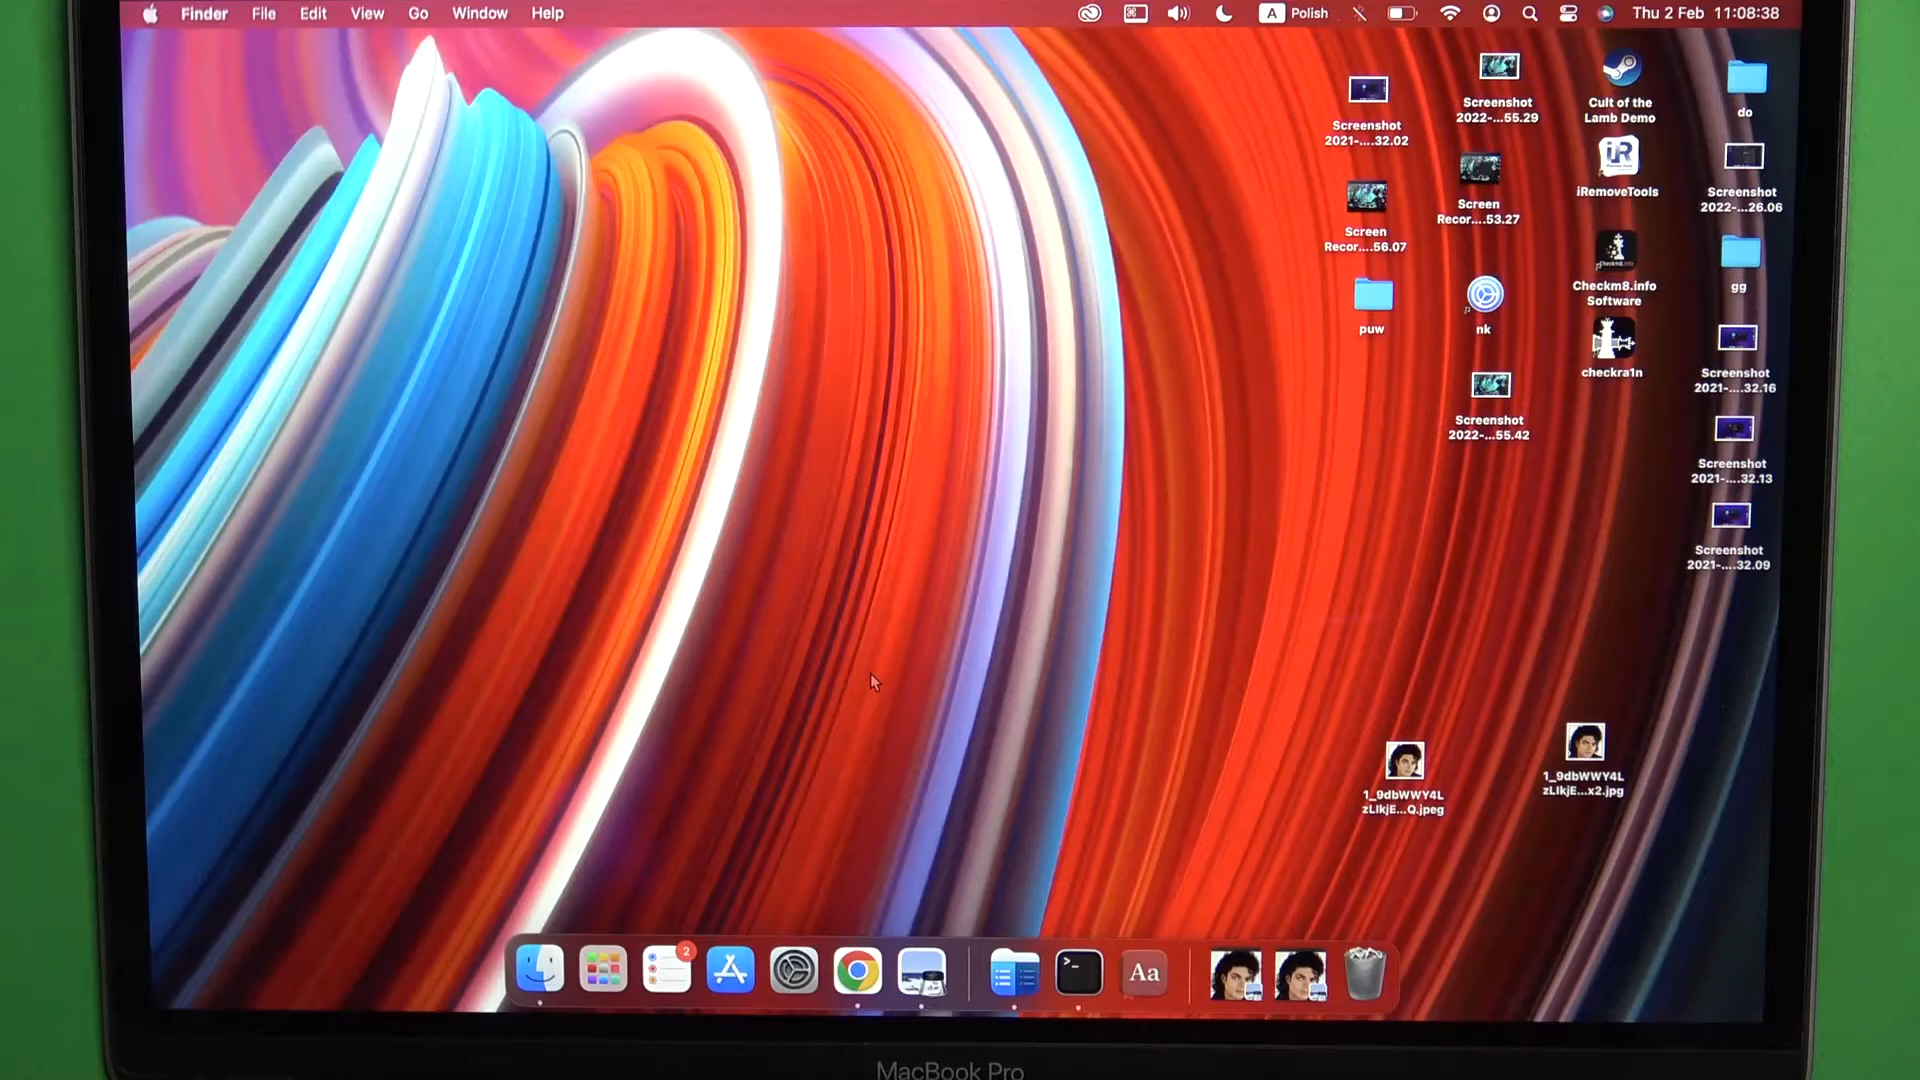 Finder File Edit View Go Window Help A Polish Thu 2 Feb 11:08:38
Screenshot
2021-....32.02
Screenshot
2022-...55.29
Cult of the
Lamb Demo
do
Screen
Recor....56.07
Screen
Recor....53.27
iR
iRemoveTools
Screenshot
2022-...26.06
puw
nk
Checkm8.info
Software
gg
Screenshot
2022-...55.42
checkra1n
Screenshot
2021-....32.16
Screenshot
2021-....32.13
Screenshot
2021-....32.09
1_9dbWWY4L
zLIkjE...Q.jpeg
1_9dbWWY4L
zLIkjE...x2.jpg
2
>_
Aa
MacBook Pro